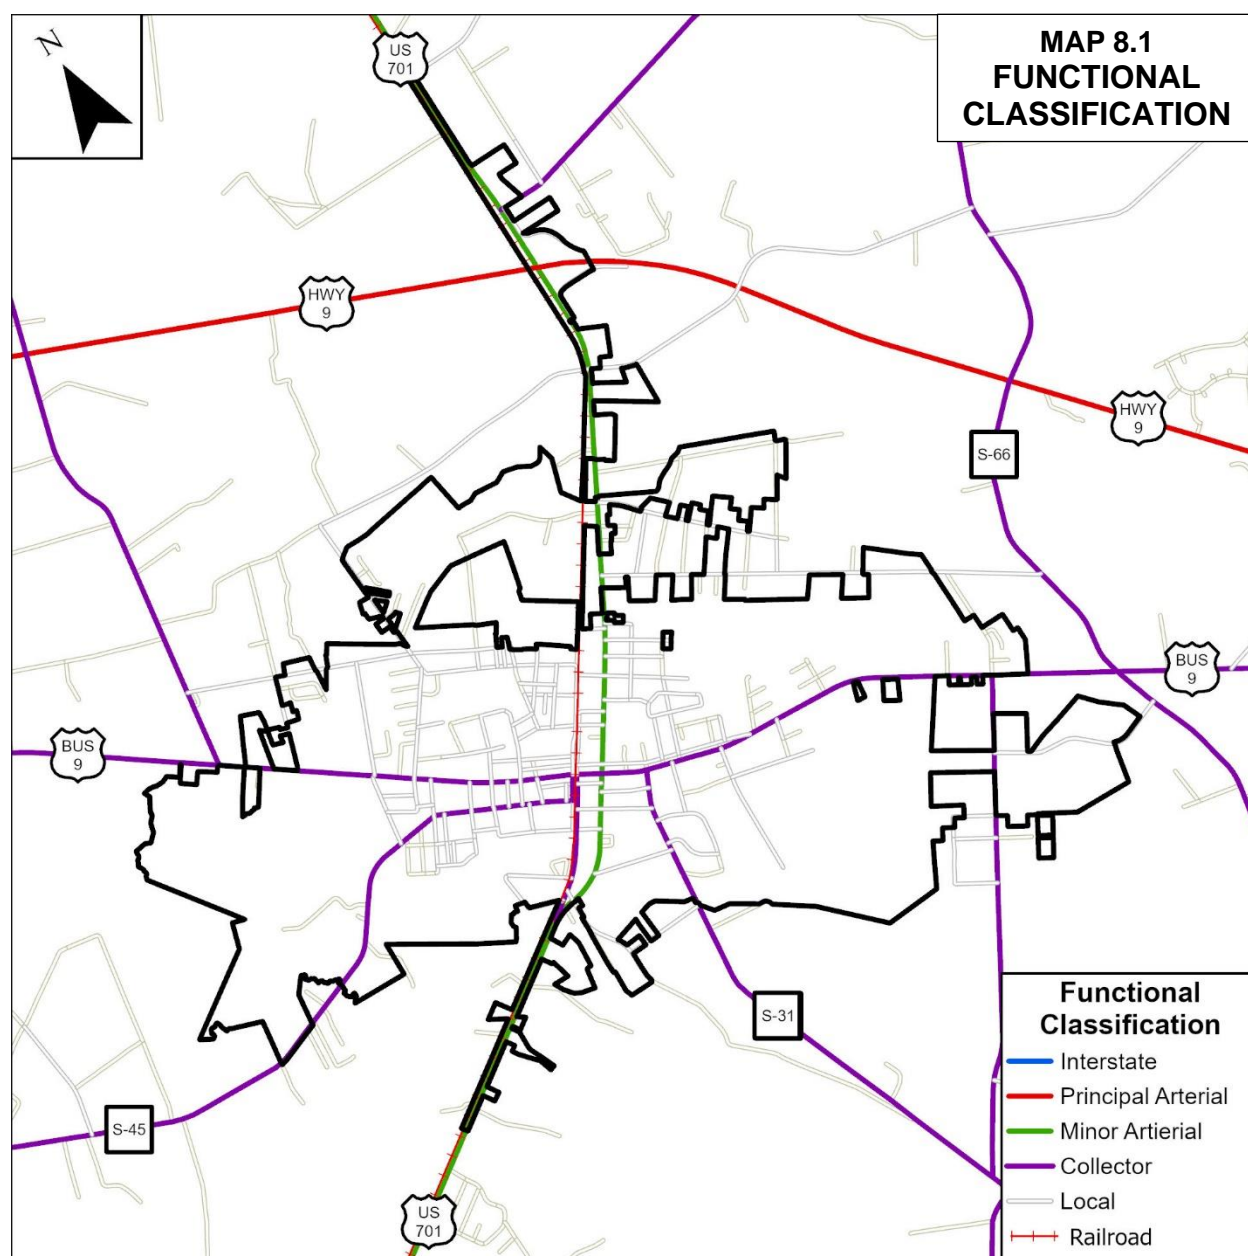 N
US
701
MAP 8.1
FUNCTIONAL
CLASSIFICATION
HWY
9
HWY
9
S-66
BUS
9
BUS
9
S-31
S-45
US
701
Functional
Classification
Interstate
Principal Arterial
Minor Artierial
Collector
Local
Railroad